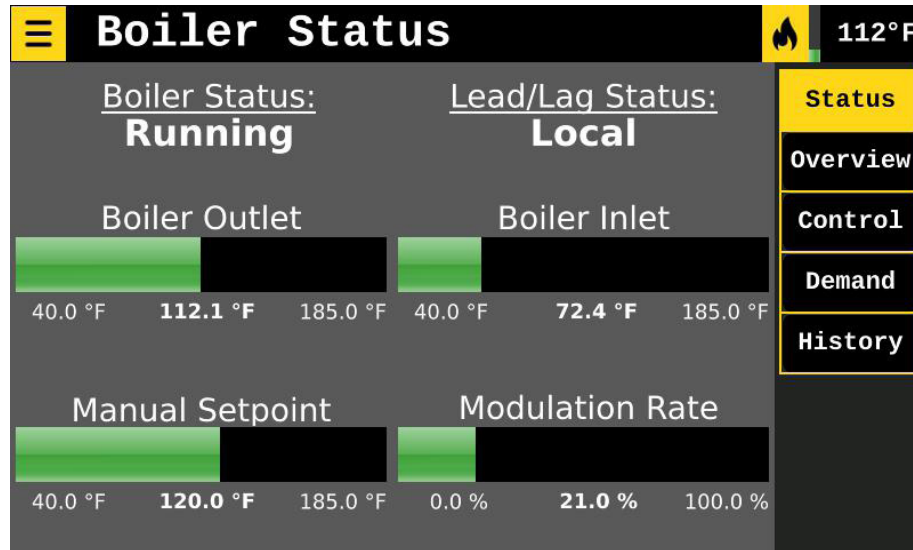 Boiler Status
112°F
Boiler Status:
Running
Lead/Lag Status:
Local
Boiler Outlet
40.0 °F 112.1 °F 185.0 °F
Boiler Inlet
40.0 °F 72.4 °F 185.0 °F
Manual Setpoint
40.0 °F 120.0 °F 185.0 °F
Modulation Rate
0.0 % 21.0 % 100.0 %
Status
Overview
Control
Demand
History